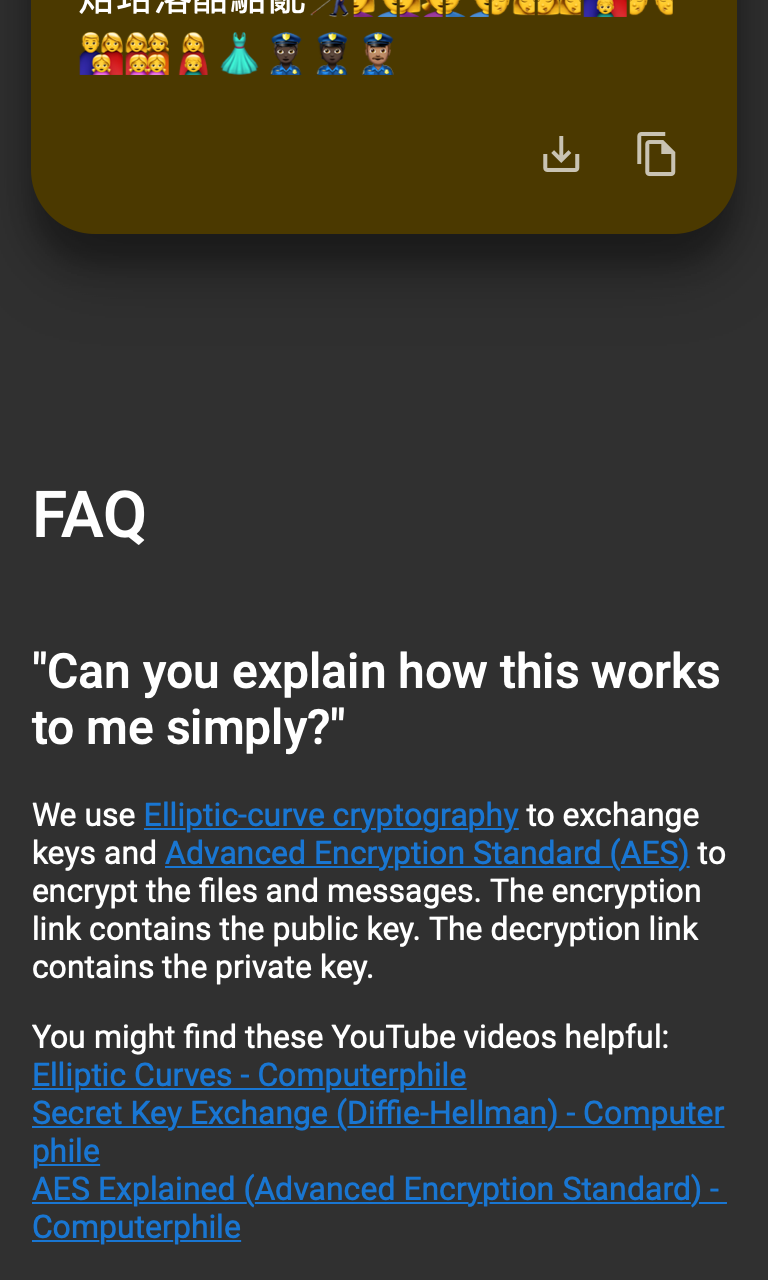 FAQ
"Can you explain how this works
to me simply?"
We use Elliptic-curve cryptography to exchange
keys and Advanced Encryption Standard (AES) to
encrypt the files and messages. The encryption
link contains the public key. The decryption link
contains the private key.
You might find these YouTube videos helpful:
Elliptic Curves - Computerphile
Secret Key Exchange (Diffie-Hellman) - Computer
phile
AES Explained (Advanced Encryption Standard) -
Computerphile